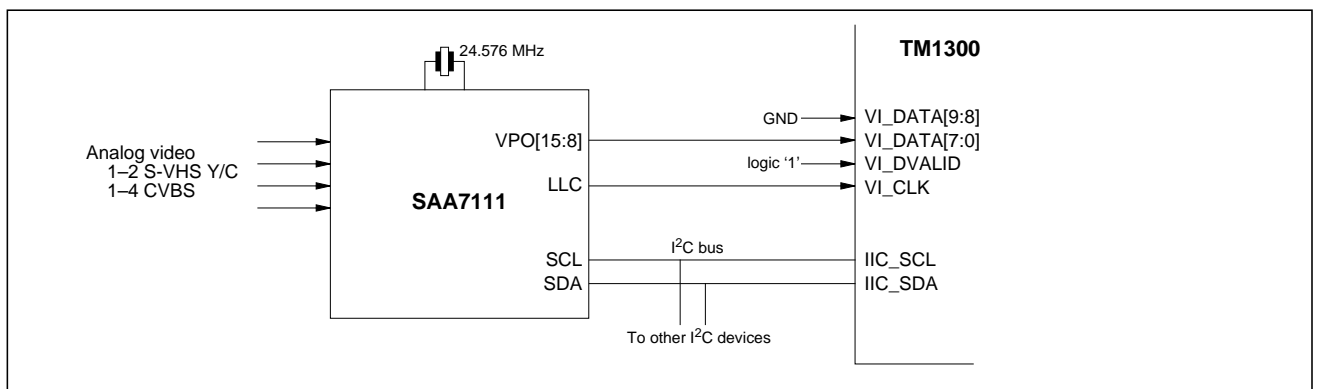 24.576 MHz
TM1300
Analog video
1–2 S-VHS Y/C
1–4 CVBS
SAA7111
VPO[15:8]
LLC
SCL
SDA
GND
logic ‘1’
VI_DATA[9:8]
VI_DATA[7:0]
VI_DVALID
VI_CLK
I²C bus
IIC_SCL
IIC_SDA
To other I²C devices